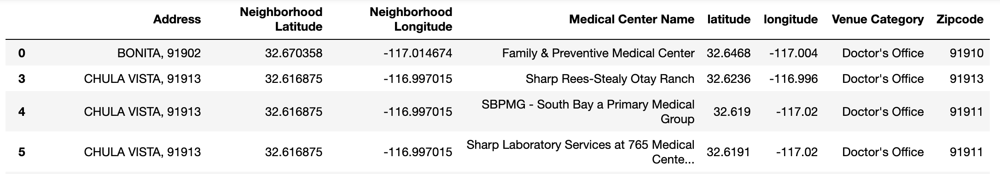 Address Neighborhood Latitude Neighborhood Longitude Medical Center Name latitude longitude Venue Category Zipcode
0 BONITA, 91902 32.670358 -117.014674 Family & Preventive Medical Center 32.6468 -117.004 Doctor's Office 91910
3 CHULA VISTA, 91913 32.616875 -116.997015 Sharp Rees-Stealy Otay Ranch 32.6236 -116.996 Doctor's Office 91913
4 CHULA VISTA, 91913 32.616875 -116.997015 SBPMG - South Bay a Primary Medical Group 32.619 -117.02 Doctor's Office 91911
5 CHULA VISTA, 91913 32.616875 -116.997015 Sharp Laboratory Services at 765 Medical Cente... 32.6191 -117.02 Doctor's Office 91911